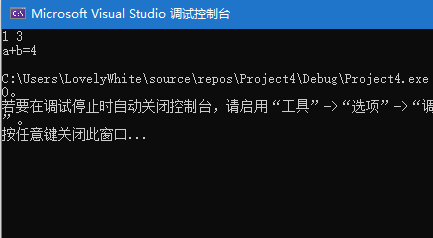 Microsoft Visual Studio 调试控制台
1 3
a+b=4
C:\Users\LovelyWhite\source\repos\Project4\Debug\Project4.exe
0。
若要在调试停止时自动关闭控制台，请启用“工具”->“选项”->“调
”。
按任意键关闭此窗口...